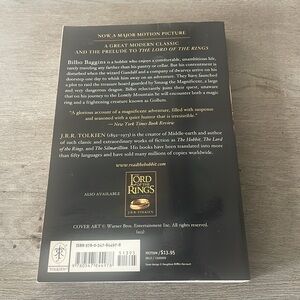 NOW A MAJOR MOTION PICTURE
A GREAT MODERN CLASSIC
AND THE PRELUDE TO THE LORD OF THE RINGS
Bilbo Baggins is a hobbit who enjoys a comfortable, unambitious life,
rarely traveling any farther than his pantry or cellar. But his contentment is
disturbed when the wizard Gandalf and a company of dwarves arrive on his
doorstep one day to whisk him away on an adventure. They have launched
a plot to raid the treasure hoard guarded by Smaug the Magnificent, a large
and very dangerous dragon. Bilbo reluctantly joins their quest, unaware
that on his journey to the Lonely Mountain he will encounter both a magic
ring and a frightening creature known as Gollum.
"A glorious account of a magnificent adventure, filled with suspense
and seasoned with a quiet humor that is irresistible."
—New York Times Book Review
J.R.R. TOLKIEN (1892–1973) is the creator of Middle-earth and author of
such classic and extraordinary works of fiction as The Hobbit, The Lord
of the Rings, and The Silmarillion. His books have been translated into more
than fifty languages and have sold many millions of copies worldwide.
www.readthehobbit.com
ALSO AVAILABLE
THE
LORD
OF THE
RINGS
J.R.R. TOLKIEN
COVER ART © Warner Bros. Entertainment Inc. All rights reserved.
TOLKIEN
FICTION / $13.95